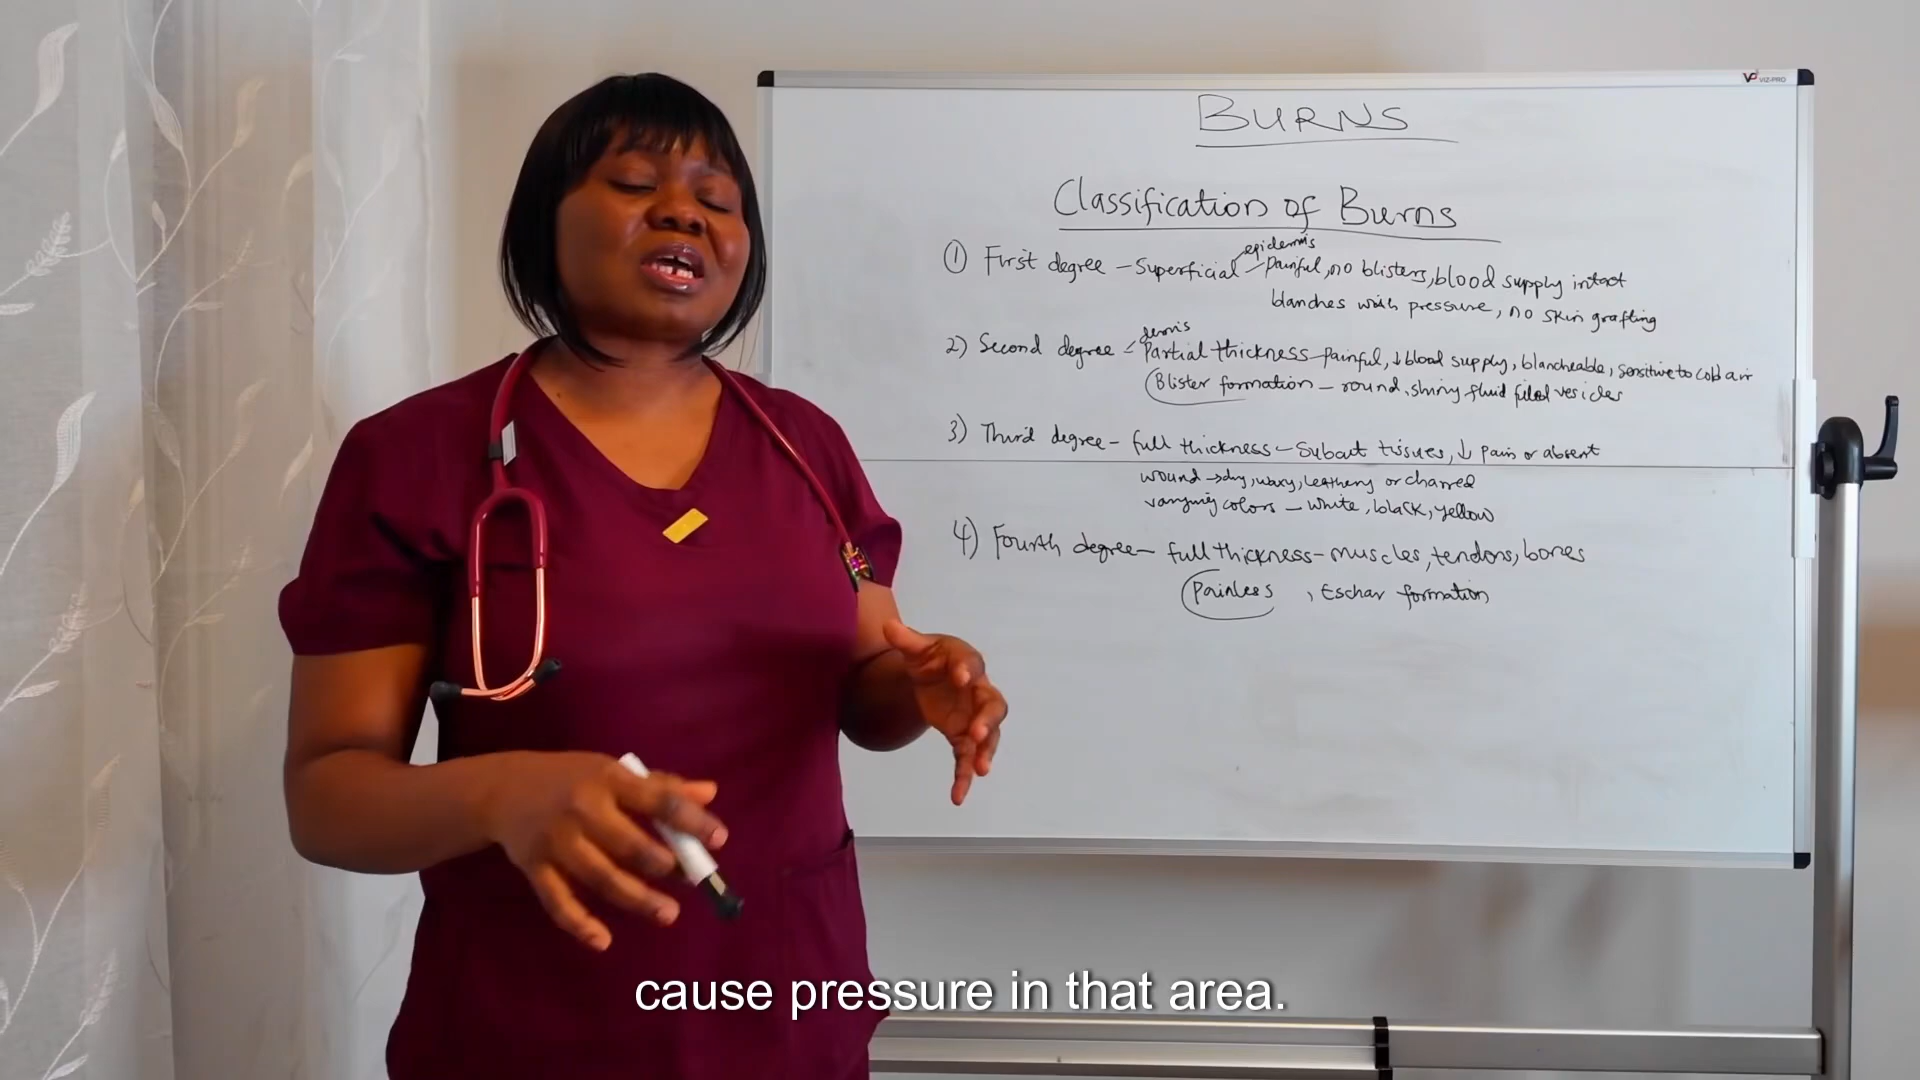 VIZ-PRO
BURNS
Classification of Burns
epidermis
① First degree - Superficial - Painful, no blisters, blood supply intact
blanches with pressure, no skin grafting
dermis
2) Second degree - Partial thickness - painful, ↓ blood supply, blancheable, sensitive to cold air
Blister formation - round, shiny fluid filled vesicles
3) Third degree - full thickness - Subcut tissues, ↓ pain or absent
wound → dry, waxy, leathery or charred
varying colors - white, black, yellow
4) Fourth degree - full thickness - muscles, tendons, bones
Painless , Eschar formation
cause pressure in that area.